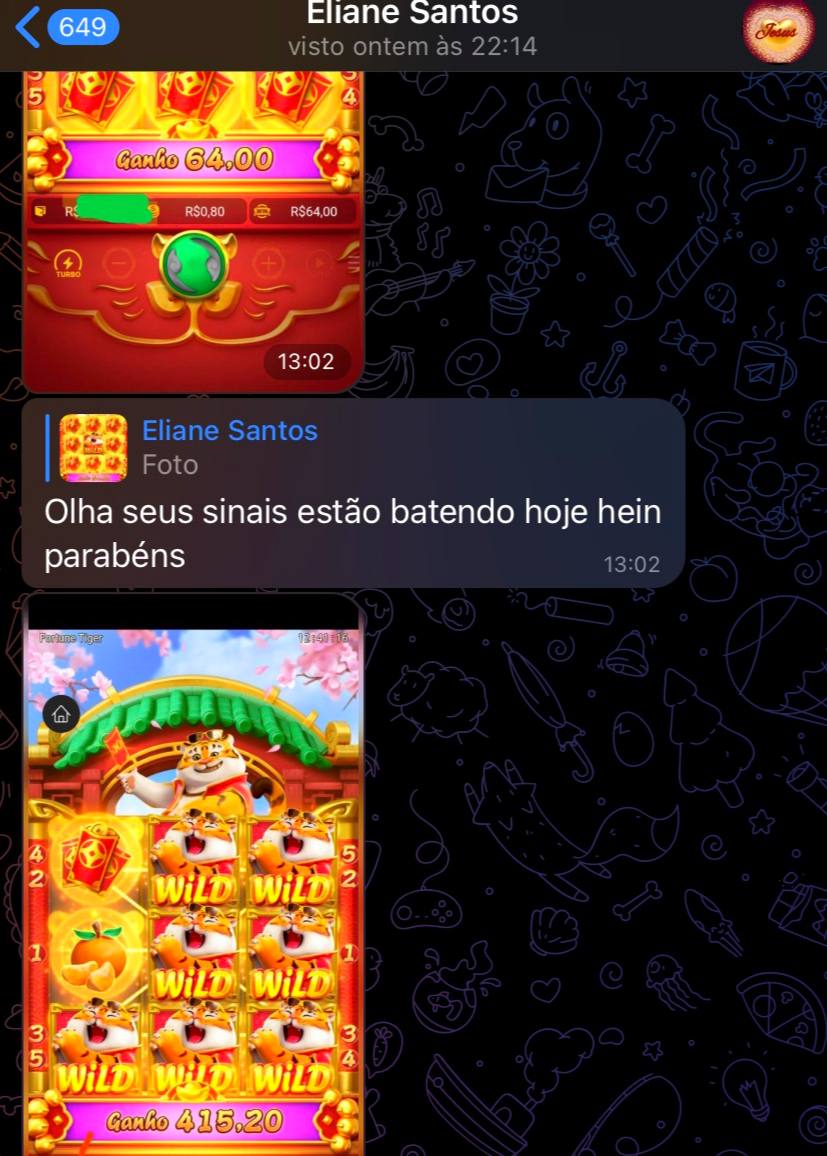 649
Eliane Santos
visto ontem às 22:14
Jesus
5 4
Ganho 64,00
R$ R$0,80 R$64,00
TURBO
13:02
Eliane Santos
Foto
Olha seus sinais estão batendo hoje hein
parabéns
13:02
Fortune Tiger 12:41:16
4 5
2 WiLD WiLD 2
1 WiLD WiLD 1
3 3
5 WiLD WiLD WiLD 4
Ganho 415,20